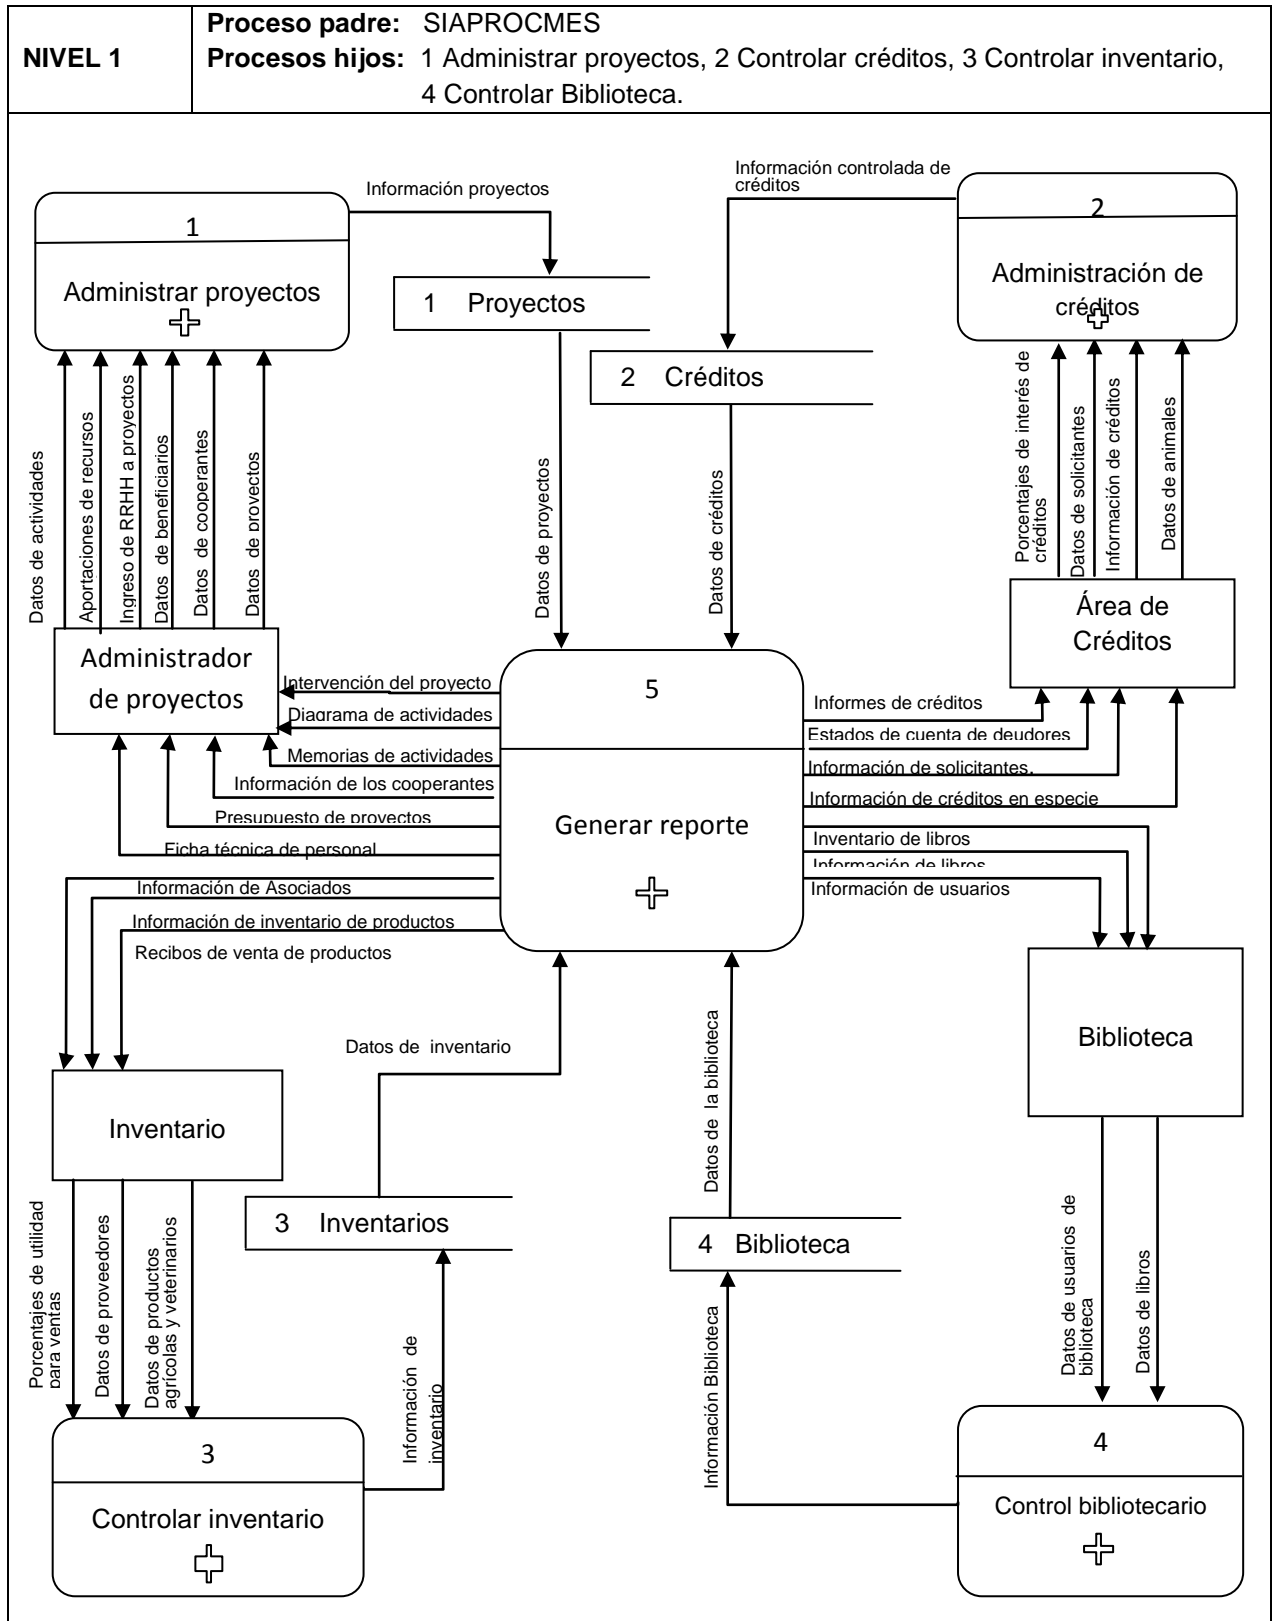 NIVEL 1
Proceso padre: SIAPROCMES
Procesos hijos: 1 Administrar proyectos, 2 Controlar créditos, 3 Controlar inventario,
4 Controlar Biblioteca.
Información proyectos
Información controlada de
créditos
1
Administrar proyectos
2
Administración de
créditos
1 Proyectos
2 Créditos
Datos de actividades
Aportaciones de recursos
Ingreso de RRHH a proyectos
Datos de beneficiarios
Datos de cooperantes
Datos de proyectos
Datos de proyectos
Datos de créditos
Porcentajes de interés de
créditos
Datos de solicitantes
Información de créditos
Datos de animales
Administrador
de proyectos
Área de
Créditos
5
Generar reporte
Intervención del proyecto
Diagrama de actividades
Memorias de actividades
Información de los cooperantes
Presupuesto de proyectos
Ficha técnica de personal
Información de Asociados
Información de inventario de productos
Recibos de venta de productos
Informes de créditos
Estados de cuenta de deudores
Información de solicitantes.
Información de créditos en especie
Inventario de libros
Información de libros
Información de usuarios
Datos de inventario
Datos de la biblioteca
Inventario
Biblioteca
3 Inventarios
4 Biblioteca
Porcentajes de utilidad
para ventas
Datos de proveedores
Datos de productos
agrícolas y veterinarios
Información de
inventario
Información Biblioteca
Datos de usuarios de
biblioteca
Datos de libros
3
Controlar inventario
4
Control bibliotecario